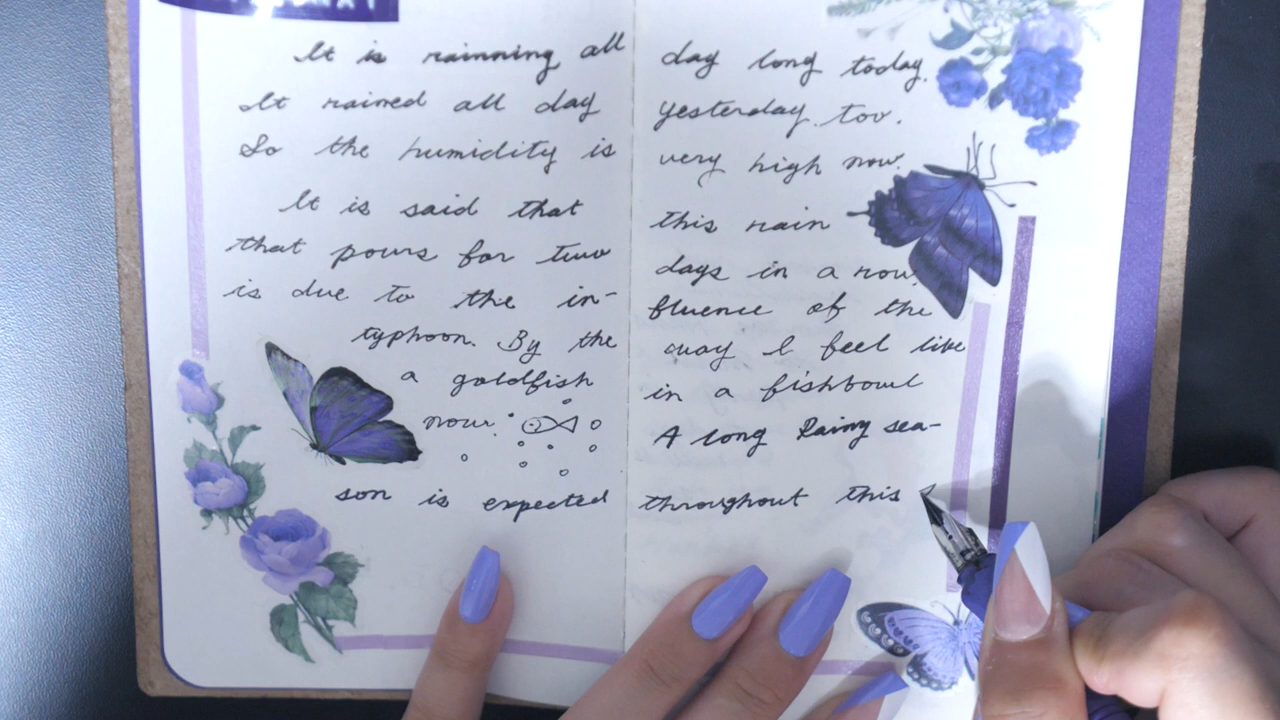 It is rainning all day long today.
It rained all day yesterday too.
So the humidity is very high now.
It is said that this rain
that pours for two days in a row,
is due to the in- fluence of the
typhoon. By the way I feel like
a goldfish in a fishbowl
now. A long Rainy sea-
son is expected throughout this